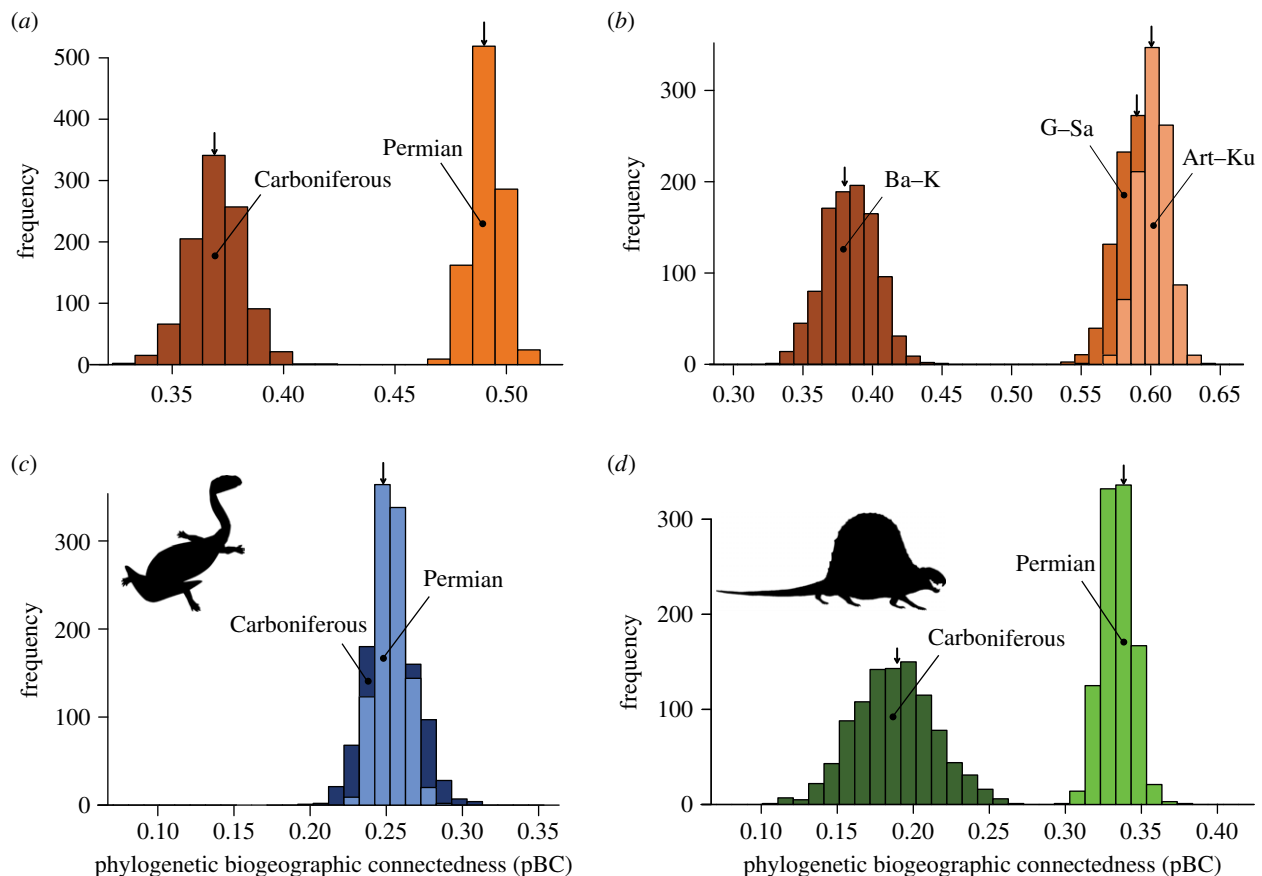 (a)
500
400
300
200
100
0
frequency
Carboniferous
Permian
0.35 0.40 0.45 0.50
(b)
300
200
100
0
frequency
Ba–K
G–Sa
Art–Ku
0.30 0.35 0.40 0.45 0.50 0.55 0.60 0.65
(c)
300
200
100
0
frequency
Permian
Carboniferous
0.10 0.15 0.20 0.25 0.30 0.35
phylogenetic biogeographic connectedness (pBC)
(d)
300
200
100
0
frequency
Permian
Carboniferous
0.10 0.15 0.20 0.25 0.30 0.35 0.40
phylogenetic biogeographic connectedness (pBC)